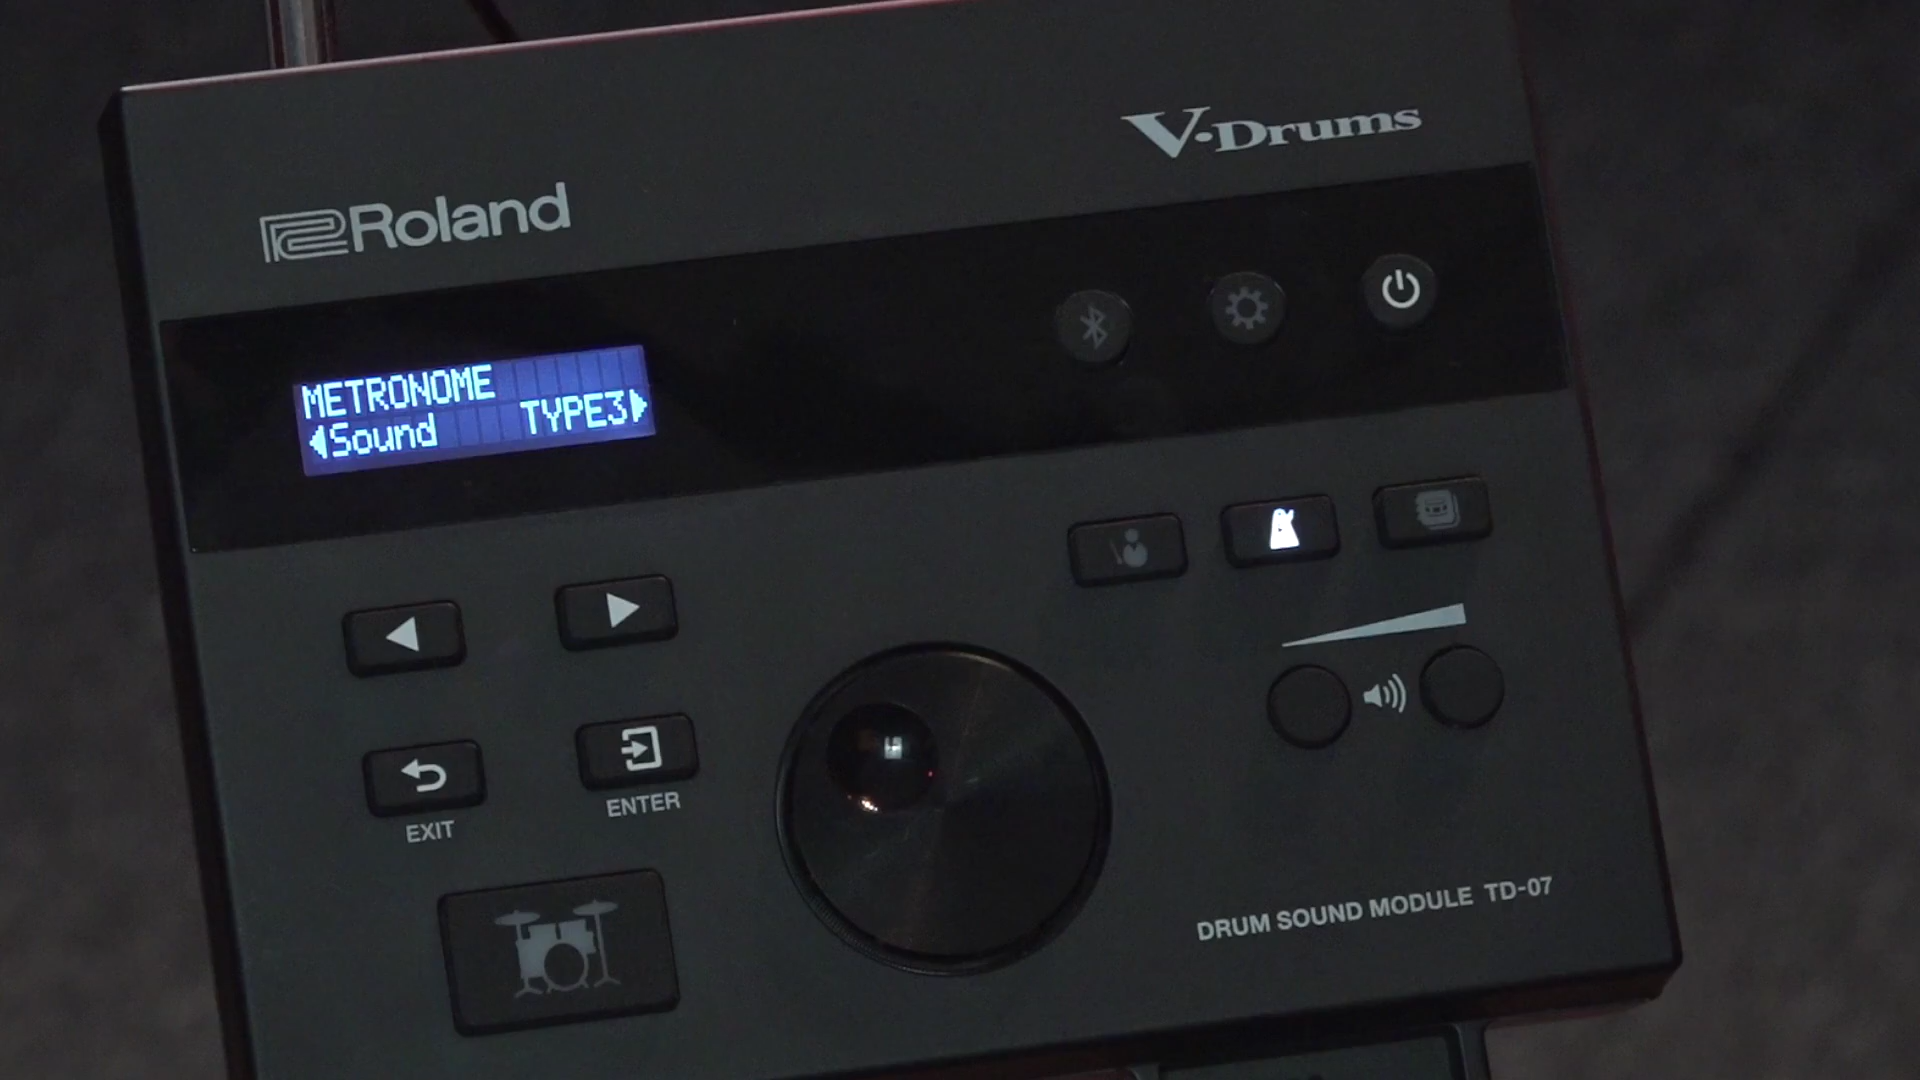 V-Drums
Roland
METRONOME
Sound TYPE3
EXIT
ENTER
DRUM SOUND MODULE TD-07